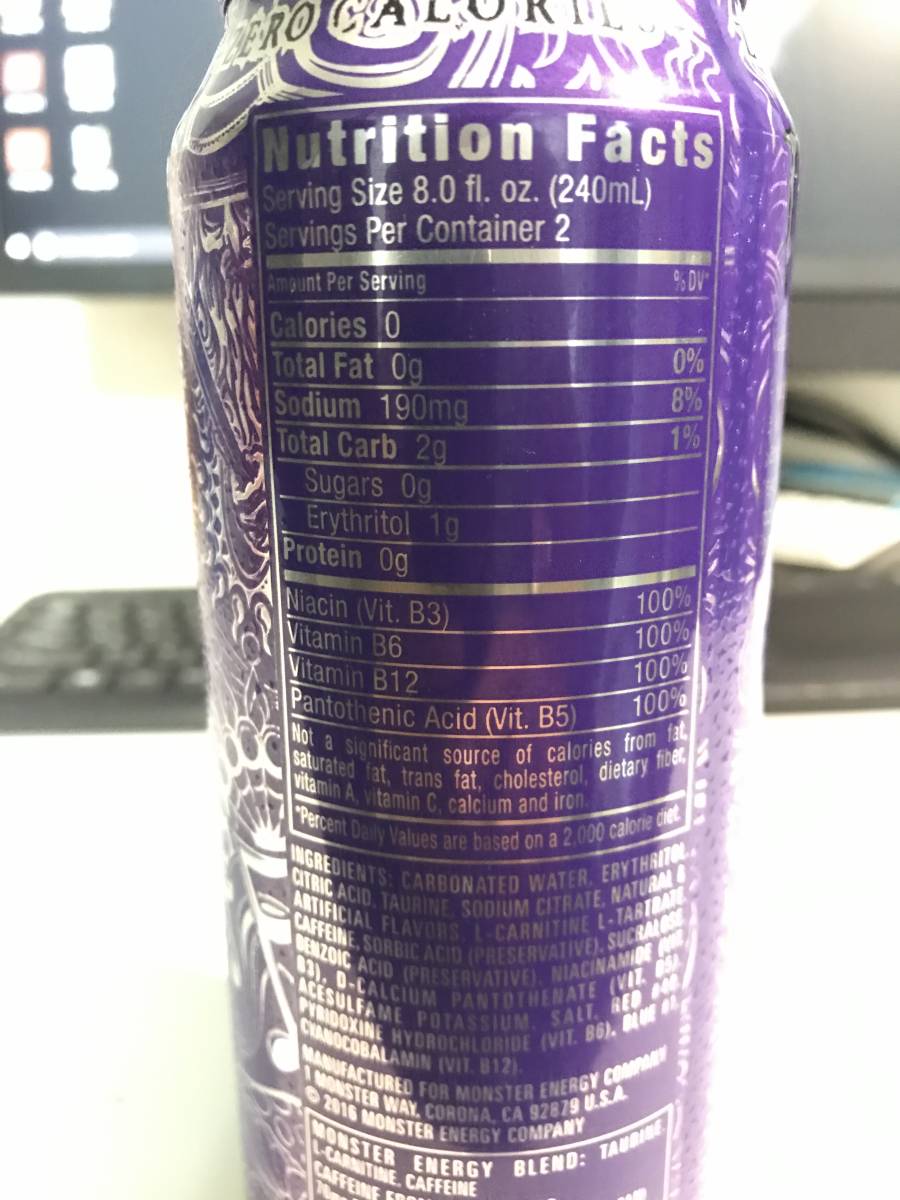 ZERO CALORIES
Nutrition Facts
Serving Size 8.0 fl. oz. (240mL)
Servings Per Container 2
Amount Per Serving %DV*
Calories 0
Total Fat 0g 0%
Sodium 190mg 8%
Total Carb 2g 1%
Sugars 0g
Erythritol 1g
Protein 0g
Niacin (Vit. B3) 100%
Vitamin B6 100%
Vitamin B12 100%
Pantothenic Acid (Vit. B5) 100%
Not a significant source of calories from fat,
saturated fat, trans fat, cholesterol, dietary fiber,
vitamin A, vitamin C, calcium and iron.
*Percent Daily Values are based on a 2,000 calorie diet.
INGREDIENTS: CARBONATED WATER, ERYTHRITOL,
CITRIC ACID, TAURINE, SODIUM CITRATE, NATURAL &
ARTIFICIAL FLAVORS, L-CARNITINE L-TARTRATE,
CAFFEINE, SORBIC ACID (PRESERVATIVE), SUCRALOSE,
BENZOIC ACID (PRESERVATIVE), NIACINAMIDE (VIT.
B3), D-CALCIUM PANTOTHENATE (VIT. B5),
ACESULFAME POTASSIUM, SALT, RED #40,
PYRIDOXINE HYDROCHLORIDE (VIT. B6), BLUE #1,
CYANOCOBALAMIN (VIT. B12).
MANUFACTURED FOR MONSTER ENERGY COMPANY
1 MONSTER WAY, CORONA, CA 92879 U.S.A.
© 2016 MONSTER ENERGY COMPANY
MONSTER ENERGY BLEND: TAURINE,
L-CARNITINE, CAFFEINE
CAFFEINE